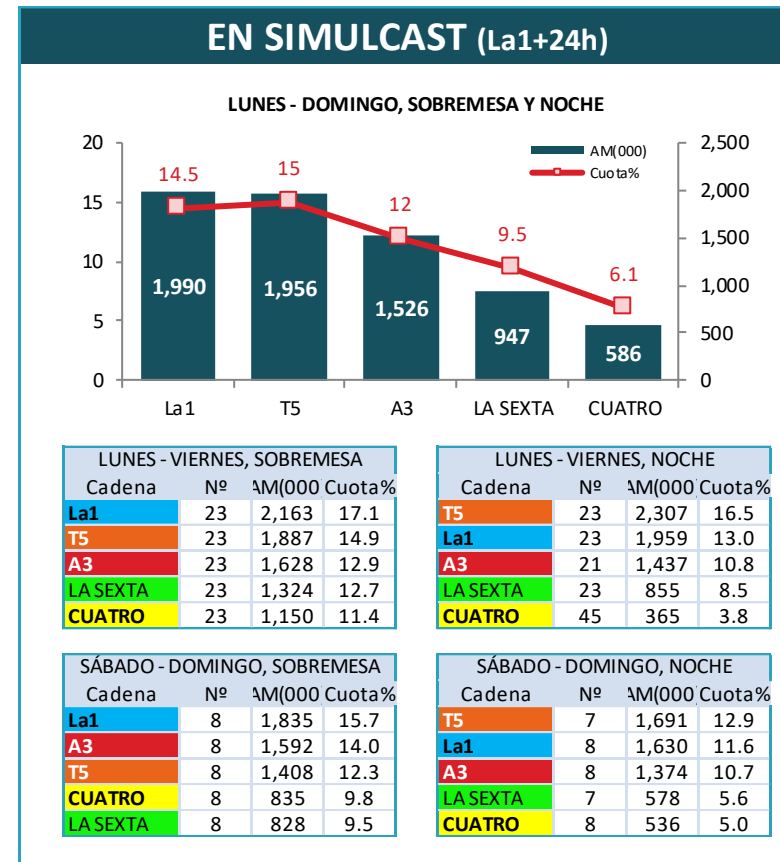 EN SIMULCAST (La1+24h)
LUNES - DOMINGO, SOBREMESA Y NOCHE
20 2,500
AM(000)
Cuota%
14.5 15 12 9.5 6.1
15 2,000
10 1,500
5 1,000
0 500
0
1,990 1,956 1,526 947 586
La1 T5 A3 LA SEXTA CUATRO
LUNES - VIERNES, SOBREMESA
Cadena Nº AM(000 Cuota%
La1 23 2,163 17.1
T5 23 1,887 14.9
A3 23 1,628 12.9
LA SEXTA 23 1,324 12.7
CUATRO 23 1,150 11.4
LUNES - VIERNES, NOCHE
Cadena Nº AM(000 Cuota%
T5 23 2,307 16.5
La1 23 1,959 13.0
A3 21 1,437 10.8
LA SEXTA 23 855 8.5
CUATRO 45 365 3.8
SÁBADO - DOMINGO, SOBREMESA
Cadena Nº AM(000 Cuota%
La1 8 1,835 15.7
A3 8 1,592 14.0
T5 8 1,408 12.3
CUATRO 8 835 9.8
LA SEXTA 8 828 9.5
SÁBADO - DOMINGO, NOCHE
Cadena Nº AM(000 Cuota%
T5 7 1,691 12.9
La1 8 1,630 11.6
A3 8 1,374 10.7
LA SEXTA 7 578 5.6
CUATRO 8 536 5.0